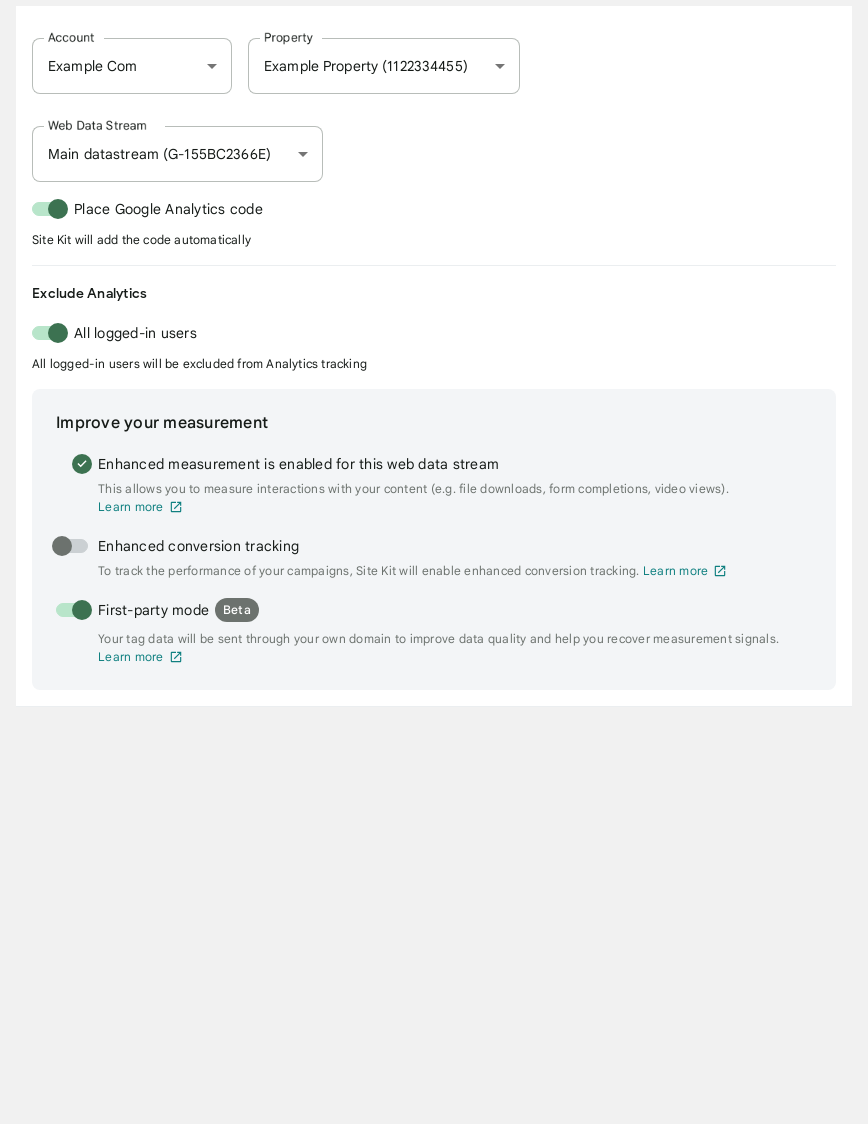 Account
Property
Example Com
Example Property (1122334455)
Web Data Stream
Main datastream (G-155BC2366E)
Place Google Analytics code
Site Kit will add the code automatically
Exclude Analytics
All logged-in users
All logged-in users will be excluded from Analytics tracking
Improve your measurement
Enhanced measurement is enabled for this web data stream
This allows you to measure interactions with your content (e.g. file downloads, form completions, video views).
Learn more
Enhanced conversion tracking
To track the performance of your campaigns, Site Kit will enable enhanced conversion tracking. Learn more
First-party mode Beta
Your tag data will be sent through your own domain to improve data quality and help you recover measurement signals.
Learn more